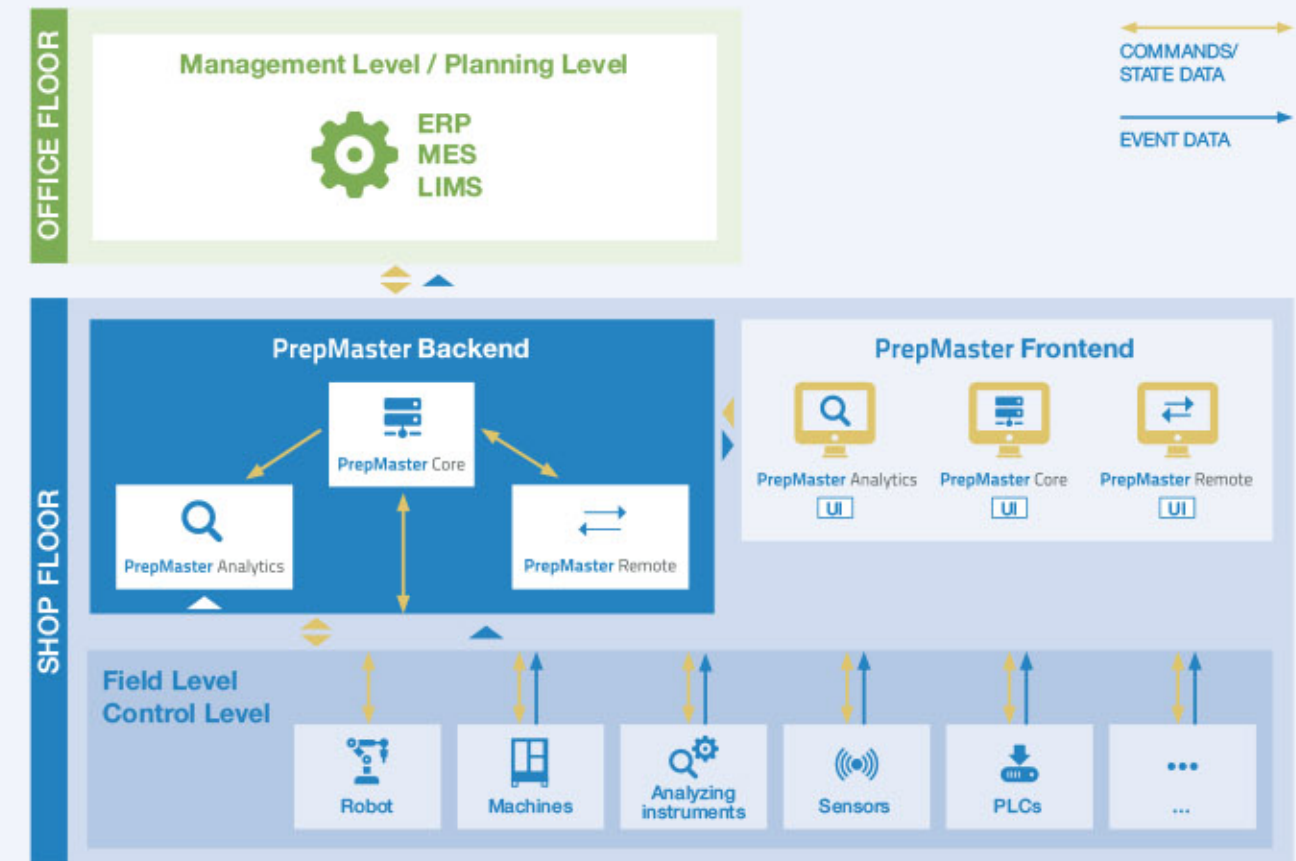 OFFICE FLOOR
Management Level / Planning Level
ERP
MES
LIMS
COMMANDS/
STATE DATA
EVENT DATA
SHOP FLOOR
PrepMaster Backend
PrepMaster Core
PrepMaster Analytics
PrepMaster Remote
PrepMaster Frontend
PrepMaster Analytics
UI
PrepMaster Core
UI
PrepMaster Remote
UI
Field Level
Control Level
Robot
Machines
Analyzing
instruments
Sensors
PLCs
...